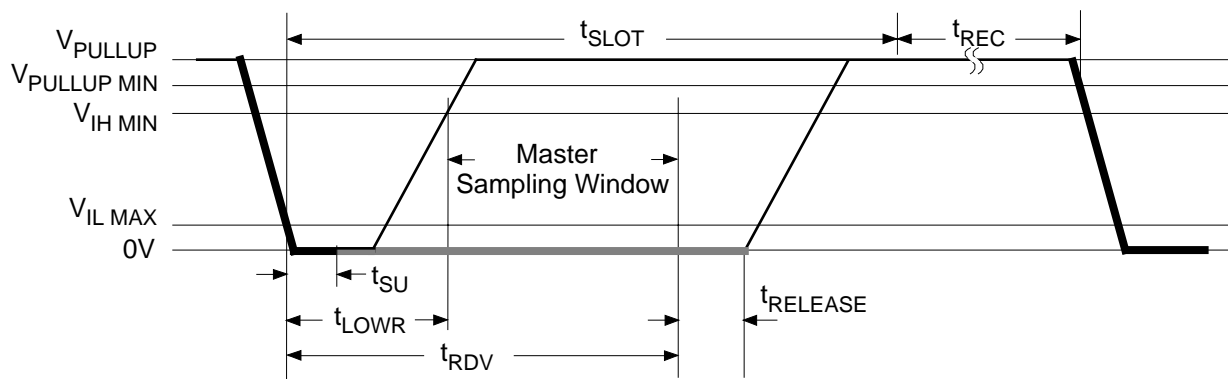 tSLOT
tREC
VPULLUP
VPULLUP MIN
VIH MIN
Master
Sampling Window
VIL MAX
0V
tSU
tRELEASE
tLOWR
tRDV